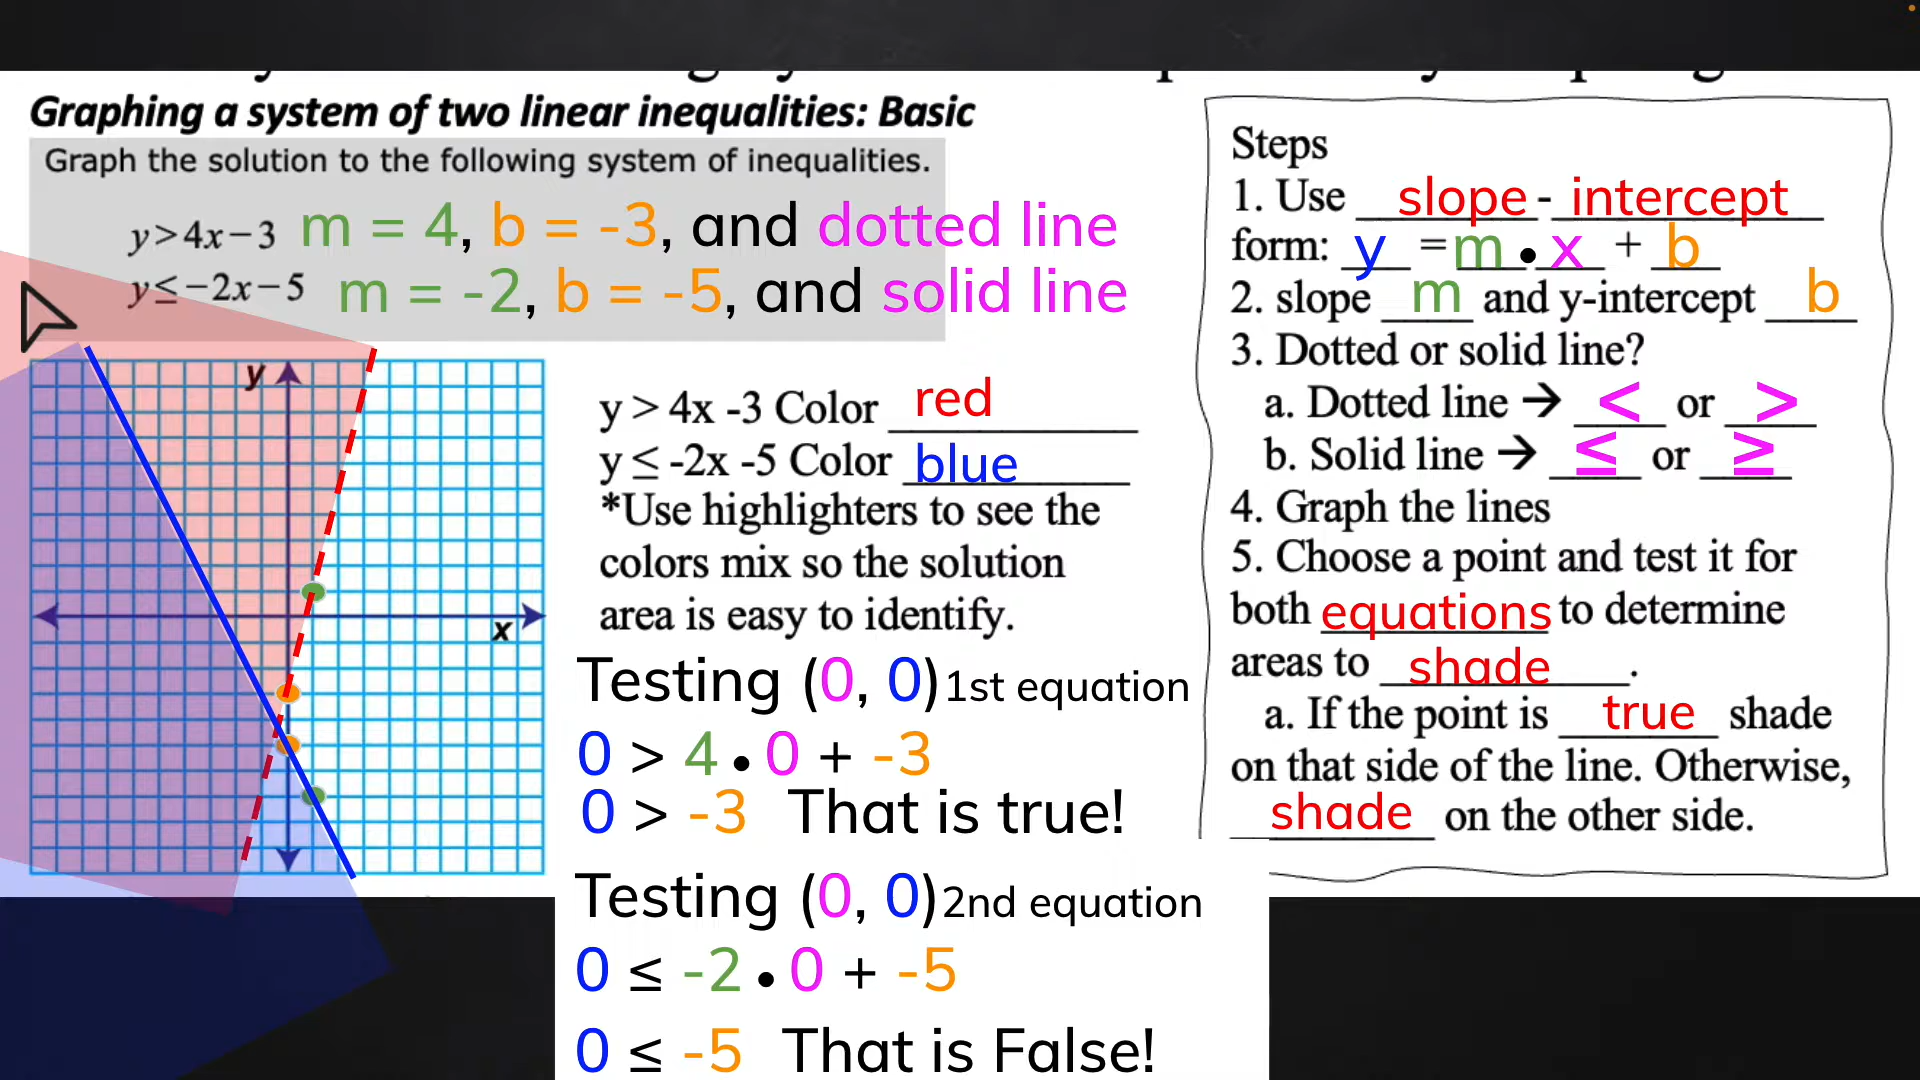 Graphing a system of two linear inequalities: Basic
Graph the solution to the following system of inequalities.
y>4x−3 m = 4, b = -3, and dotted line
y≤−2x−5 m = -2, b = -5, and solid line
y
x
y > 4x -3 Color red
y ≤ -2x -5 Color blue
*Use highlighters to see the
colors mix so the solution
area is easy to identify.
Testing (0, 0) 1st equation
0 > 4 • 0 + -3
0 > -3 That is true!
Testing (0, 0) 2nd equation
0 ≤ -2 • 0 + -5
0 ≤ -5 That is False!
Steps
1. Use slope - intercept
form: y = m • x + b
2. slope m and y-intercept b
3. Dotted or solid line?
a. Dotted line → < or >
b. Solid line → ≤ or ≥
4. Graph the lines
5. Choose a point and test it for
both equations to determine
areas to shade.
a. If the point is true shade
on that side of the line. Otherwise,
shade on the other side.